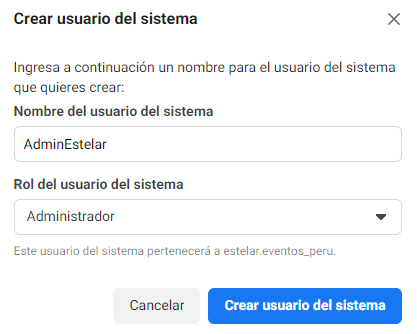 Crear usuario del sistema
Ingresa a continuación un nombre para el usuario del sistema
que quieres crear:
Nombre del usuario del sistema
AdminEstelar
Rol del usuario del sistema
Administrador
Este usuario del sistema pertenecerá a estelar.eventos_peru.
Cancelar
Crear usuario del sistema